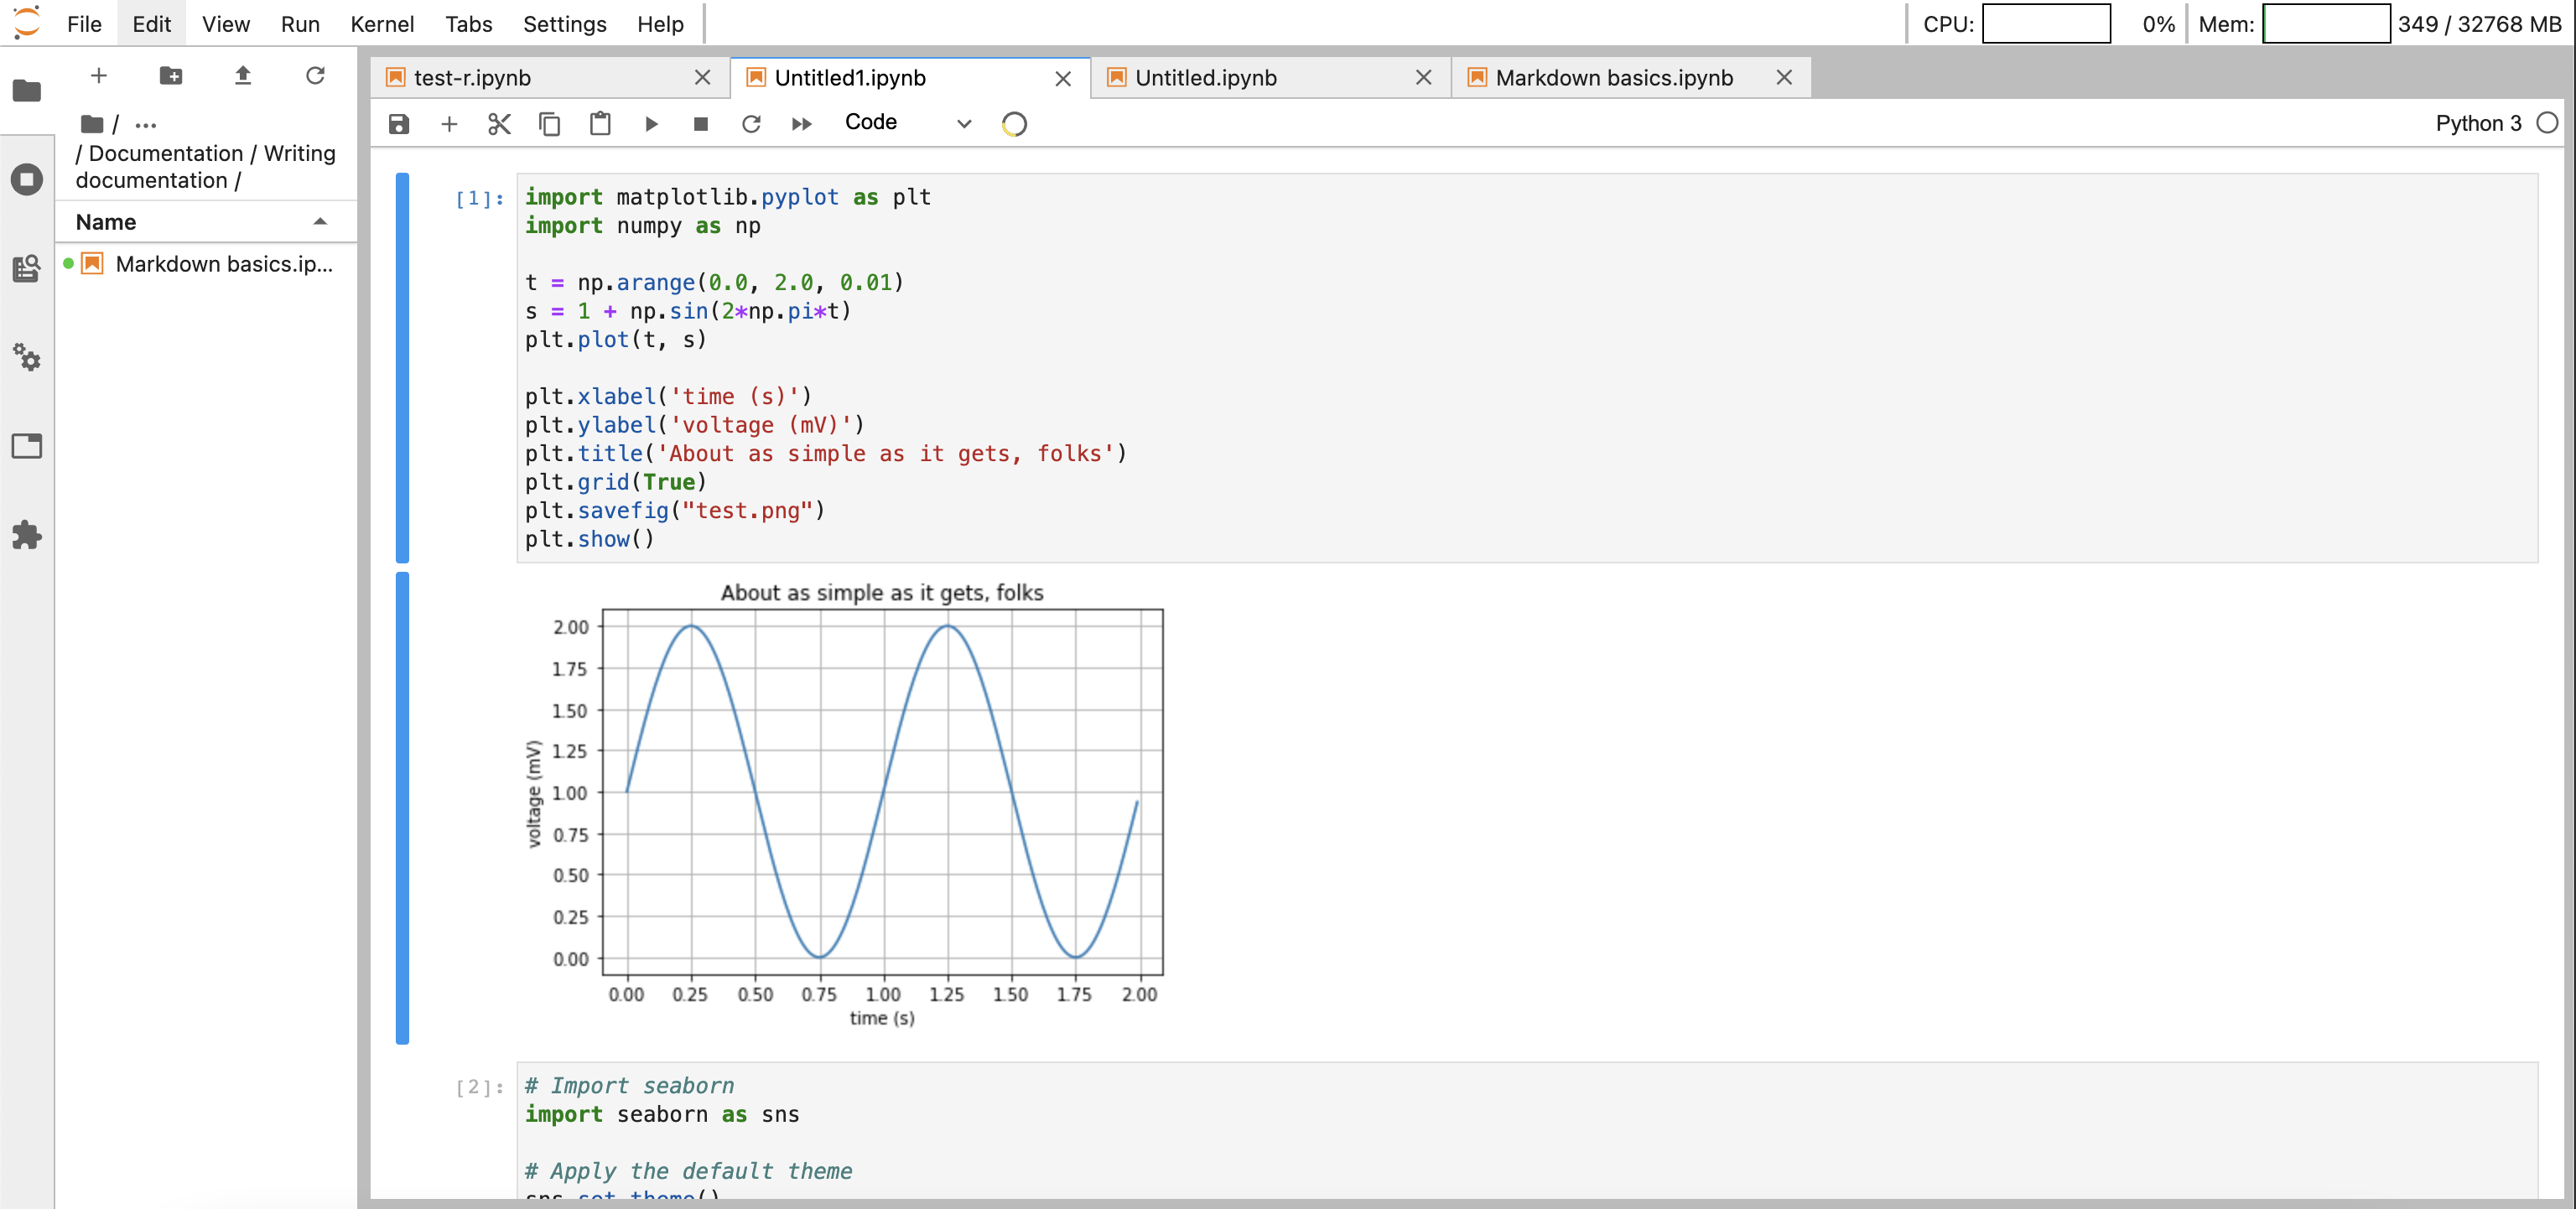 File Edit View Run Kernel Tabs Settings Help
CPU: 0% Mem: 349 / 32768 MB
/ ...
/ Documentation / Writing
documentation /
Name
Markdown basics.ip...
test-r.ipynb
Untitled1.ipynb
Untitled.ipynb
Markdown basics.ipynb
Code
Python 3
[1]:
import matplotlib.pyplot as plt
import numpy as np
t = np.arange(0.0, 2.0, 0.01)
s = 1 + np.sin(2*np.pi*t)
plt.plot(t, s)
plt.xlabel('time (s)')
plt.ylabel('voltage (mV)')
plt.title('About as simple as it gets, folks')
plt.grid(True)
plt.savefig("test.png")
plt.show()
About as simple as it gets, folks
voltage (mV)
2.00
1.75
1.50
1.25
1.00
0.75
0.50
0.25
0.00
0.00 0.25 0.50 0.75 1.00 1.25 1.50 1.75 2.00
time (s)
[2]:
# Import seaborn
import seaborn as sns
# Apply the default theme
sns.set_theme()